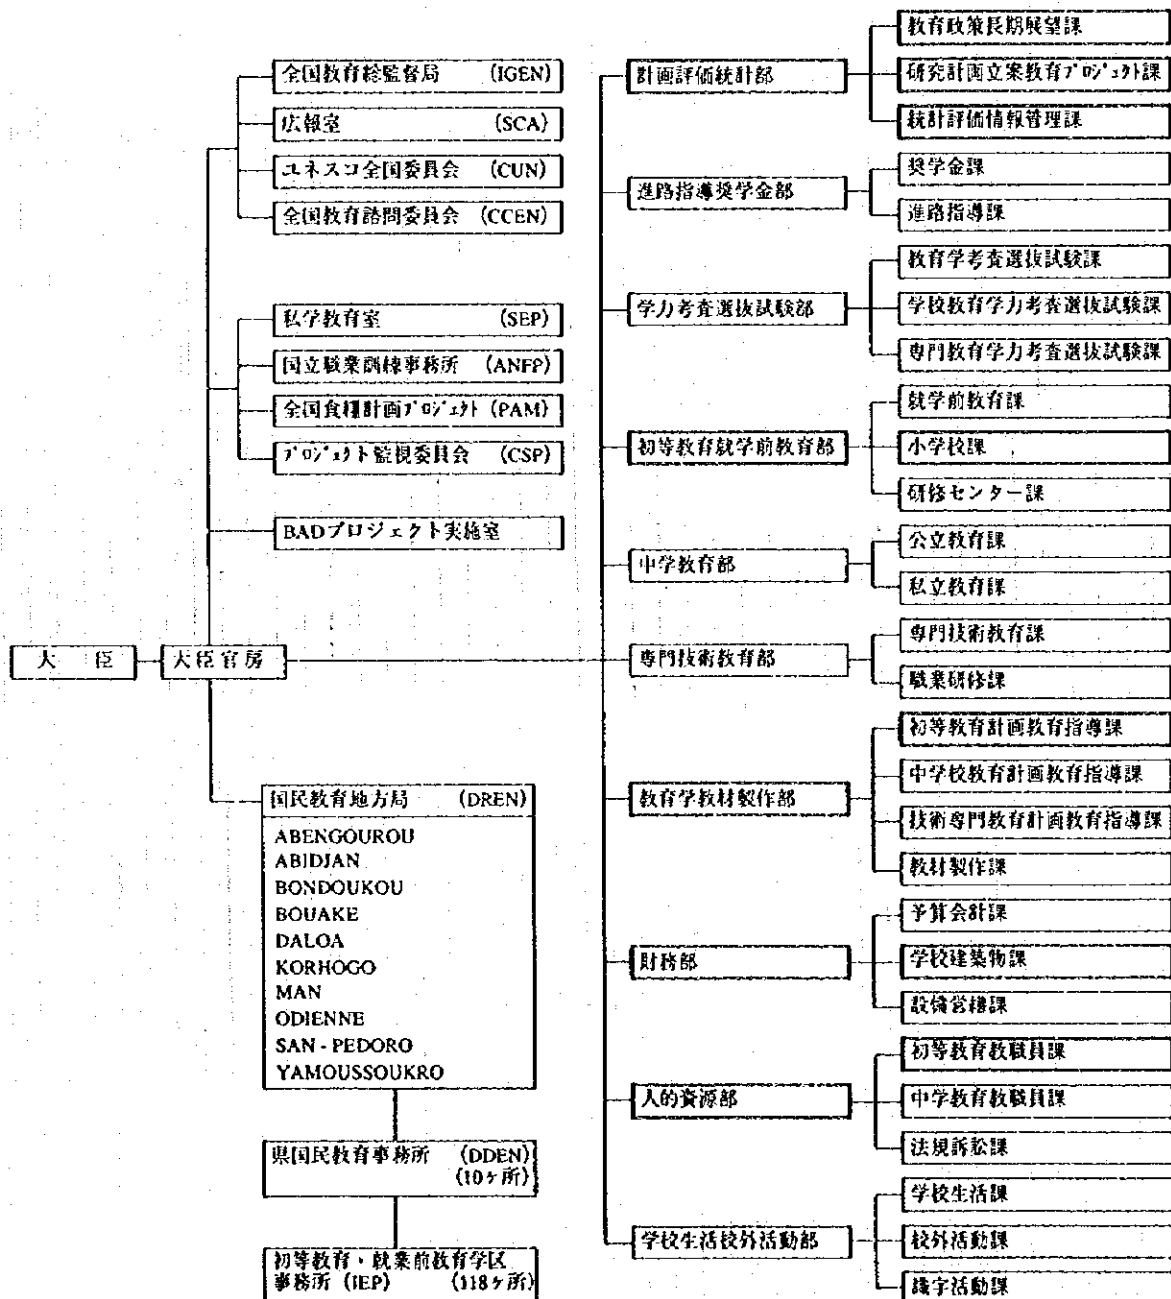 大　臣
大臣官房
全国教育総監督局 (IGEN)
広報室 (SCA)
ユネスコ全国委員会 (CUN)
全国教育諮問委員会 (CCEN)
私学教育室 (SEP)
国立職業訓練事務所 (ANFP)
全国食糧計画プロジェクト (PAM)
プロジェクト監視委員会 (CSP)
BADプロジェクト実施室
国民教育地方局 (DREN)
ABENGOUROU
ABIDJAN
BONDOUKOU
BOUAKE
DALOA
KORHOGO
MAN
ODIENNE
SAN - PEDORO
YAMOUSSOUKRO
県国民教育事務所 (DDEN)
(10ヶ所)
初等教育・就業前教育学区
事務所 (IEP) (118ヶ所)
計画評価統計部
教育政策長期展望課
研究計画立案教育プロジェクト課
統計評価情報管理課
進路指導奨学金部
奨学金課
進路指導課
学力考査選抜試験部
教育学考査選抜試験課
学校教育学力考査選抜試験課
専門教育学力考査選抜試験課
初等教育就学前教育部
就学前教育課
小学校課
研修センター課
中学教育部
公立教育課
私立教育課
専門技術教育部
専門技術教育課
職業研修課
教育学教材製作部
初等教育計画教育指導課
中学校教育計画教育指導課
技術専門教育計画教育指導課
教材製作課
財務部
予算会計課
学校建築物課
設備営繕課
人的資源部
初等教育教職員課
中学教育教職員課
法規訴訟課
学校生活校外活動部
学校生活課
校外活動課
識字活動課